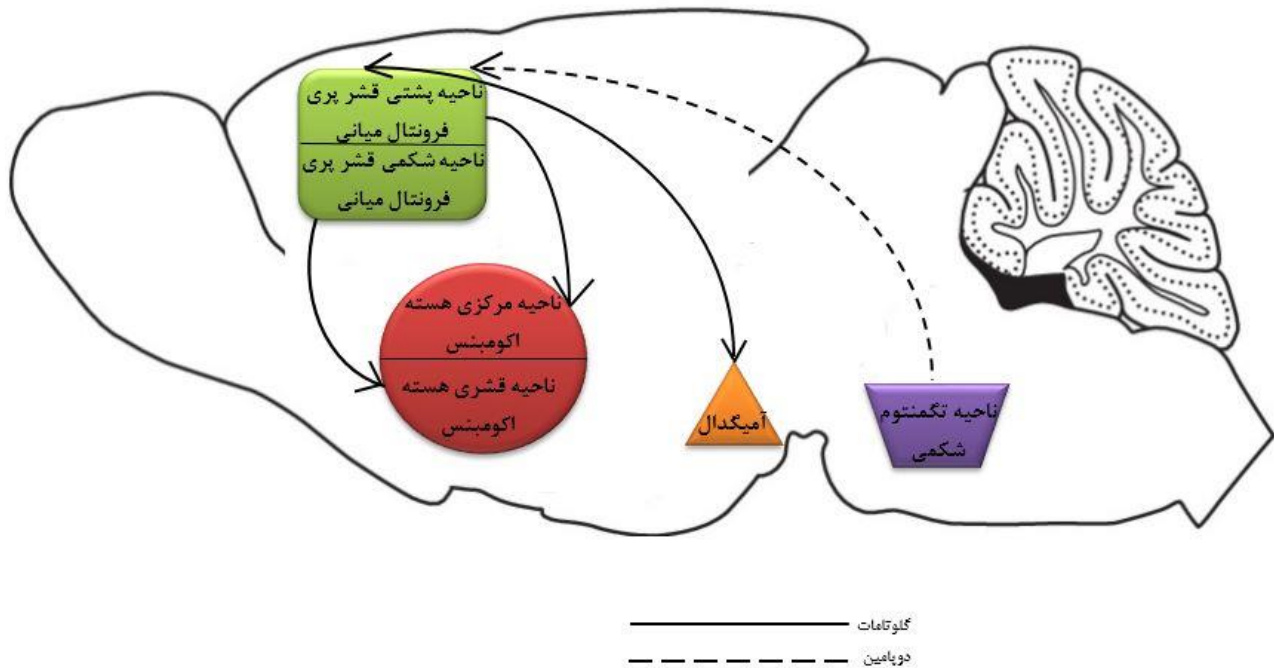 ناحیه پشتی قشر پری
فرونتال میانی
ناحیه شکمی قشر پری
فرونتال میانی
ناحیه مرکزی هسته
اکومبنس
ناحیه قشری هسته
اکومبنس
آمیگدال
ناحیه تگمنتوم
شکمی
گلوتامات
دوپامین